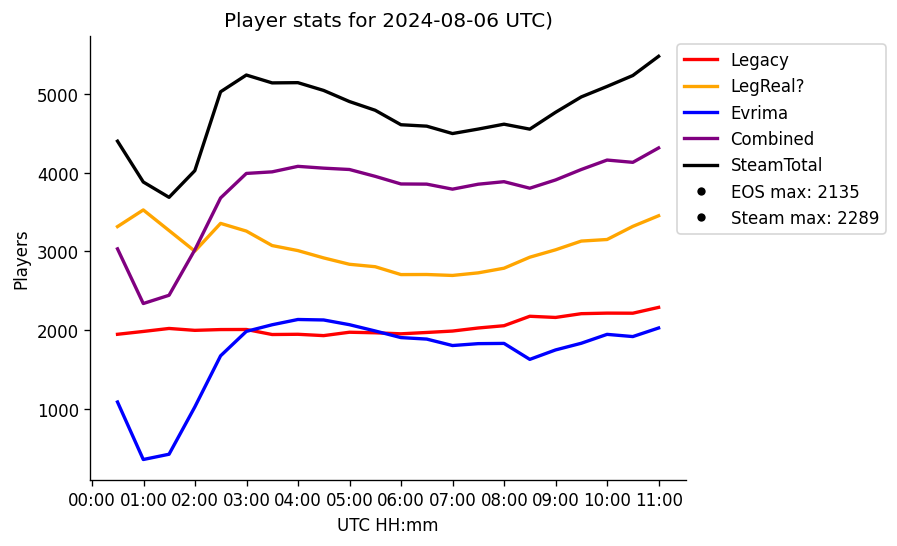 Player stats for 2024-08-06 UTC)
Legacy
LegReal?
Evrima
Combined
SteamTotal
EOS max: 2135
Steam max: 2289
Players
5000
4000
3000
2000
1000
00:00 01:00 02:00 03:00 04:00 05:00 06:00 07:00 08:00 09:00 10:00 11:00
UTC HH:mm